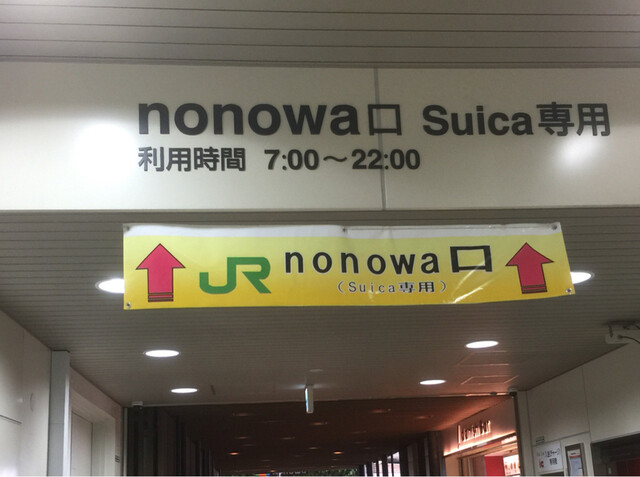 nonowa口 Suica専用
利用時間 7:00〜22:00
JR nonowa口
(Suica専用)